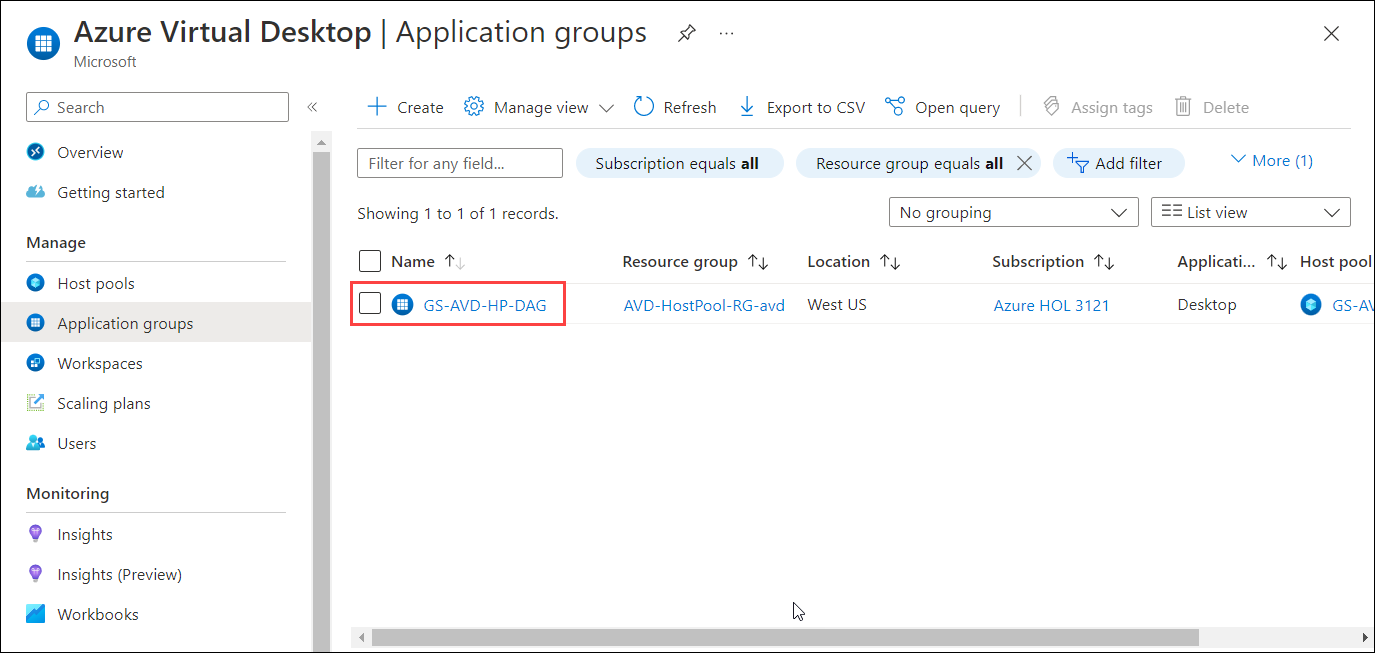 Azure Virtual Desktop | Application groups
Microsoft
Search
Overview
Getting started
Manage
Host pools
Application groups
Workspaces
Scaling plans
Users
Monitoring
Insights
Insights (Preview)
Workbooks
Create Manage view Refresh Export to CSV Open query Assign tags Delete
Filter for any field... Subscription equals all Resource group equals all Add filter More (1)
Showing 1 to 1 of 1 records. No grouping List view
Name Resource group Location Subscription Applicati... Host pool
GS-AVD-HP-DAG AVD-HostPool-RG-avd West US Azure HOL 3121 Desktop GS-AV